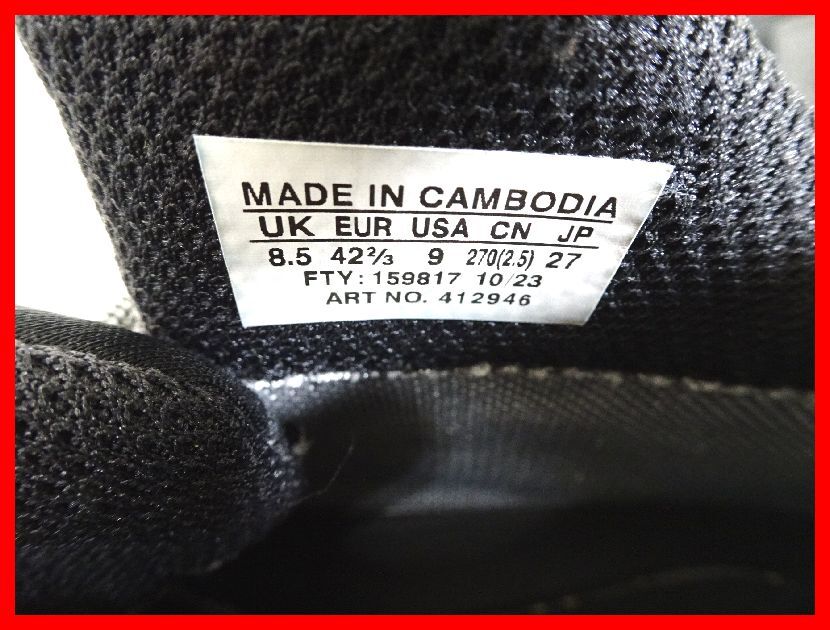 MADE IN CAMBODIA
UK EUR USA CN JP
8.5 42⅔ 9 270(2.5) 27
FTY: 159817 10/23
ART NO. 412946